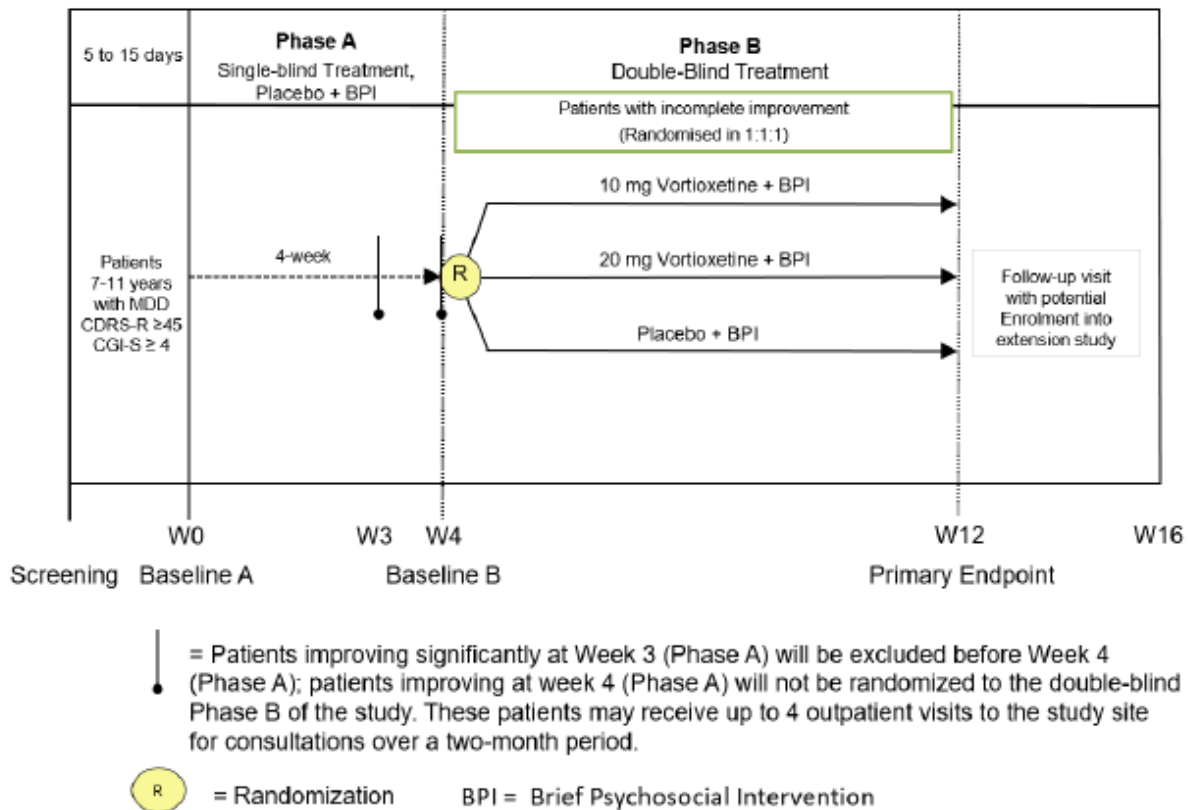 5 to 15 days
Phase A
Single-blind Treatment,
Placebo + BPI
Phase B
Double-Blind Treatment
Patients with incomplete improvement
(Randomised in 1:1:1)
10 mg Vortioxetine + BPI
4-week
R
20 mg Vortioxetine + BPI
Placebo + BPI
Patients
7-11 years
with MDD
CDRS-R ≥45
CGI-S ≥ 4
Follow-up visit
with potential
Enrolment into
extension study
W0 W3 W4 W12 W16
Screening Baseline A Baseline B Primary Endpoint
= Patients improving significantly at Week 3 (Phase A) will be excluded before Week 4
(Phase A); patients improving at week 4 (Phase A) will not be randomized to the double-blind
Phase B of the study. These patients may receive up to 4 outpatient visits to the study site
for consultations over a two-month period.
R = Randomization BPI = Brief Psychosocial Intervention